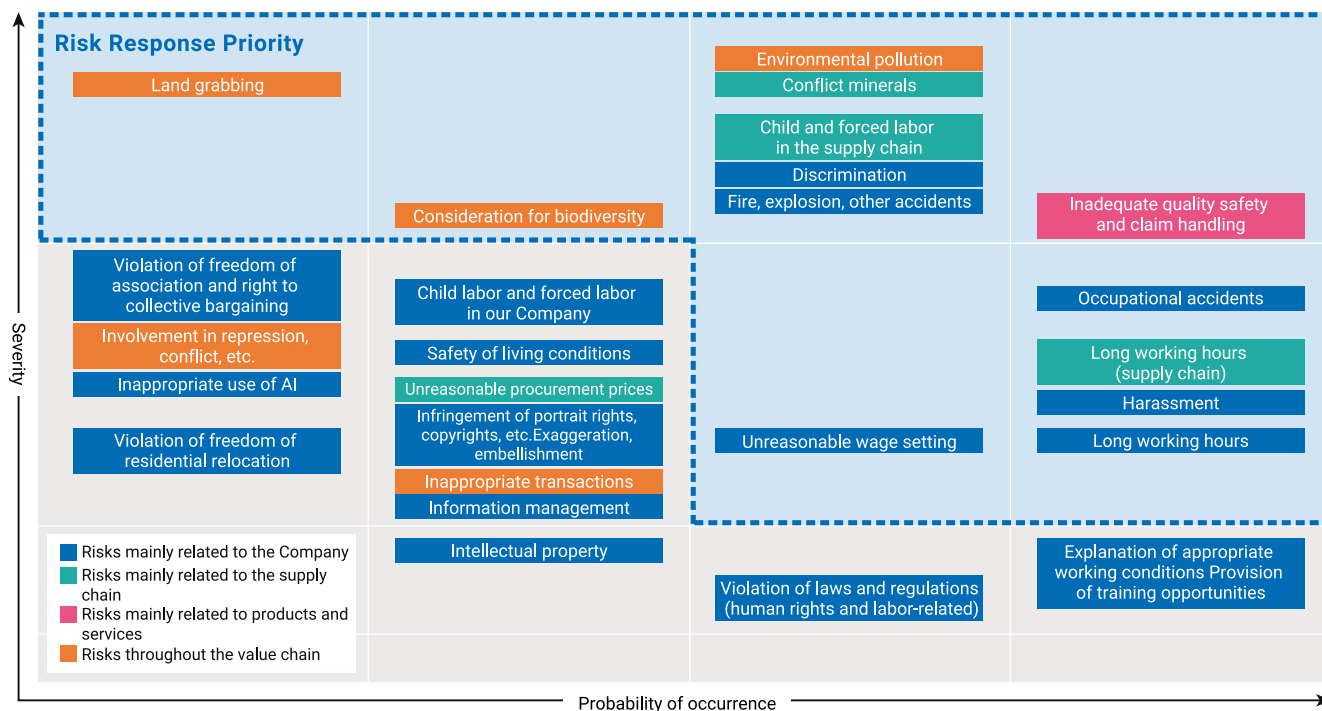 Risk Response Priority
Land grabbing
Violation of freedom of
association and right to
collective bargaining
Involvement in repression,
conflict, etc.
Inappropriate use of AI
Violation of freedom of
residential relocation
Consideration for biodiversity
Child labor and forced labor
in our Company
Safety of living conditions
Unreasonable procurement prices
Infringement of portrait rights,
copyrights, etc.Exaggeration,
embellishment
Inappropriate transactions
Information management
Intellectual property
Environmental pollution
Conflict minerals
Child and forced labor
in the supply chain
Discrimination
Fire, explosion, other accidents
Unreasonable wage setting
Violation of laws and regulations
(human rights and labor-related)
Inadequate quality safety
and claim handling
Occupational accidents
Long working hours
(supply chain)
Harassment
Long working hours
Explanation of appropriate
working conditions Provision
of training opportunities
Risks mainly related to the Company
Risks mainly related to the supply
chain
Risks mainly related to products and
services
Risks throughout the value chain
Severity
Probability of occurrence